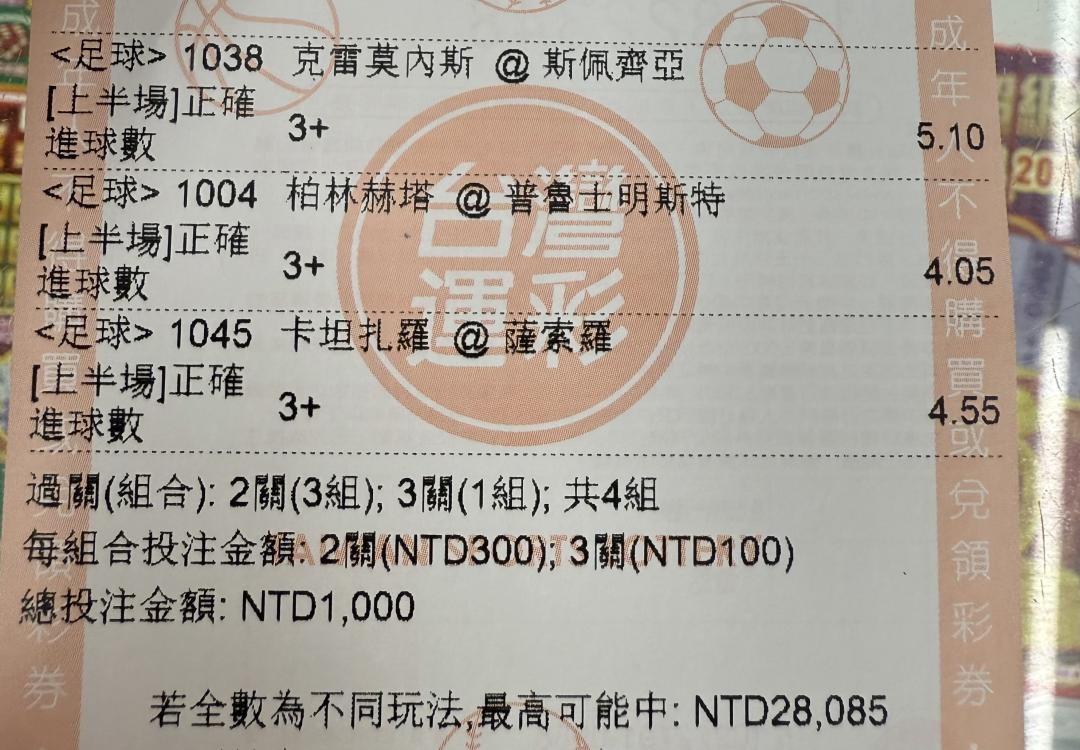 <足球> 1038 克雷莫內斯 @ 斯佩齊亞
[上半場]正確
進球數 3+ 5.10
<足球> 1004 柏林赫塔 @ 普魯士明斯特
[上半場]正確
進球數 3+ 4.05
<足球> 1045 卡坦扎羅 @ 薩索羅
[上半場]正確
進球數 3+ 4.55
過關(組合): 2關(3組); 3關(1組); 共4組
每組合投注金額: 2關(NTD300); 3關(NTD100)
總投注金額: NTD1,000
若全數為不同玩法,最高可能中: NTD28,085
台灣
運彩
成年人不得購買或兌領彩券